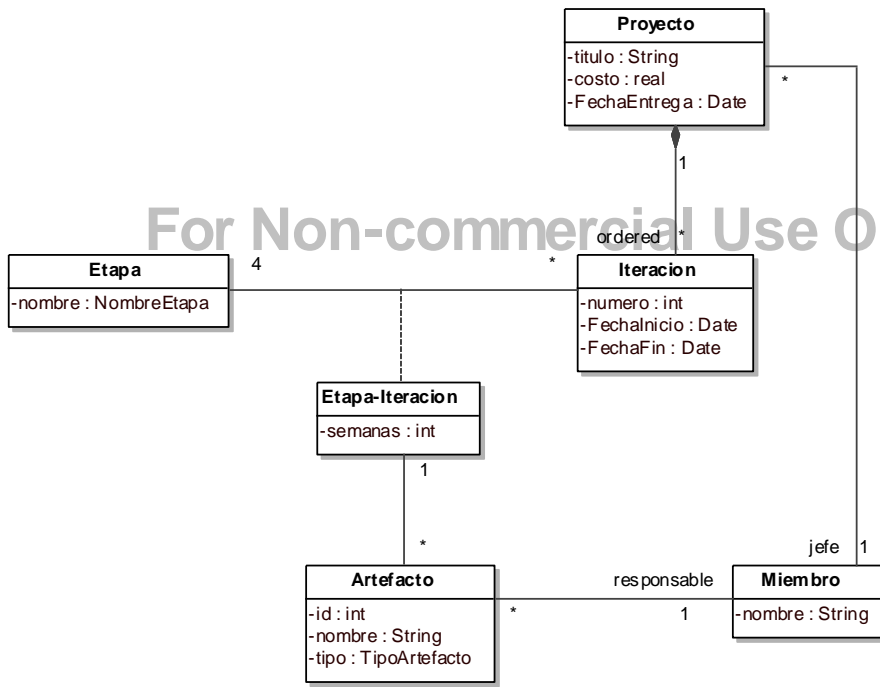 Proyecto
-titulo : String
-costo : real
-FechaEntrega : Date
*
1
For Non-commercial Use O
ordered *
Etapa
-nombre : NombreEtapa
4
*
Iteracion
-numero : int
-FechaInicio : Date
-FechaFin : Date
Etapa-Iteracion
-semanas : int
1
*
jefe 1
Artefacto
-id : int
-nombre : String
-tipo : TipoArtefacto
responsable
*
1
Miembro
-nombre : String